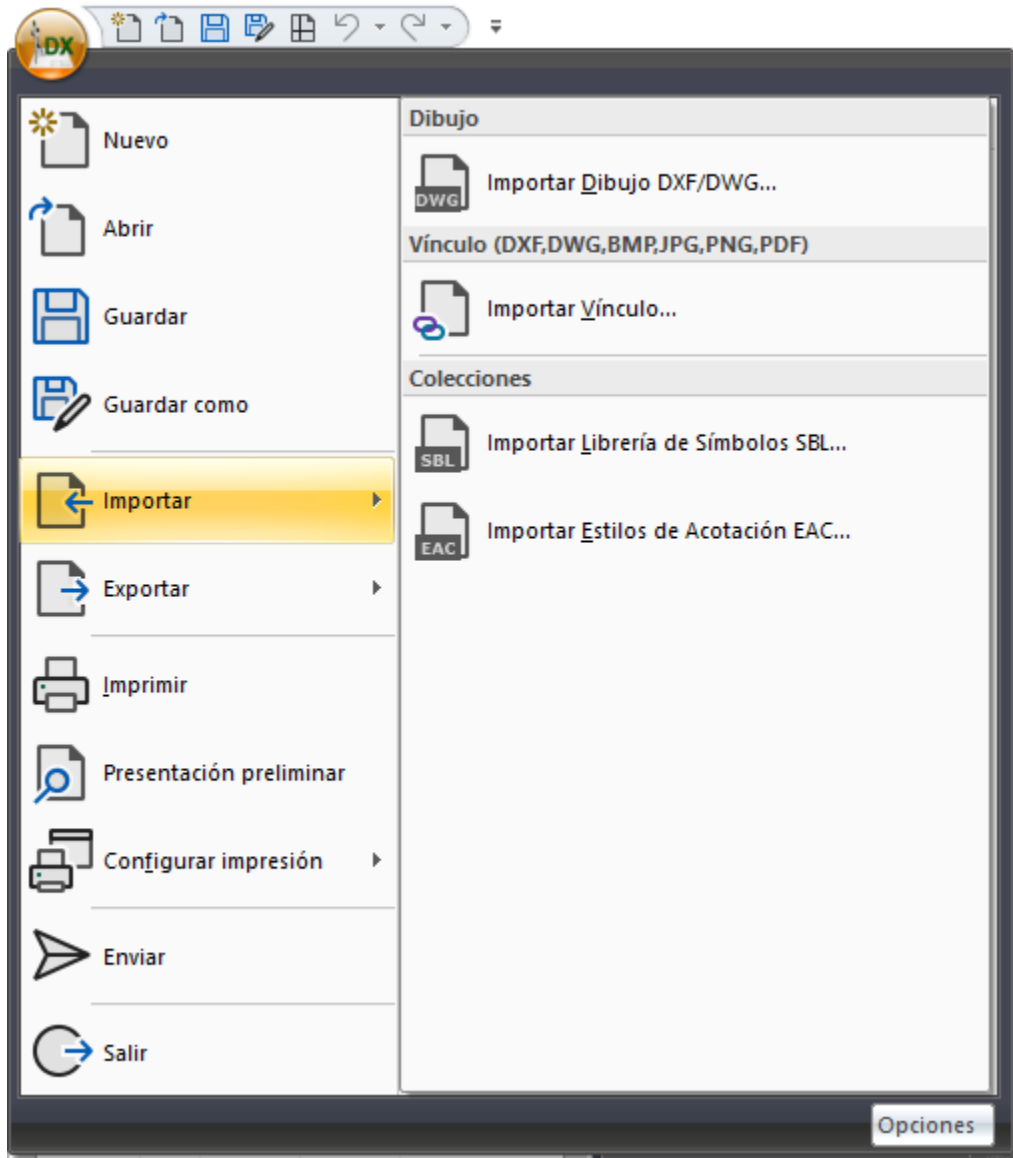 DX
Nuevo
Abrir
Guardar
Guardar como
Importar
Exportar
Imprimir
Presentación preliminar
Configurar impresión
Enviar
Salir
Dibujo
DWG
Importar Dibujo DXF/DWG...
Vínculo (DXF,DWG,BMP,JPG,PNG,PDF)
Importar Vínculo...
Colecciones
SBL
Importar Librería de Símbolos SBL...
EAC
Importar Estilos de Acotación EAC...
Opciones